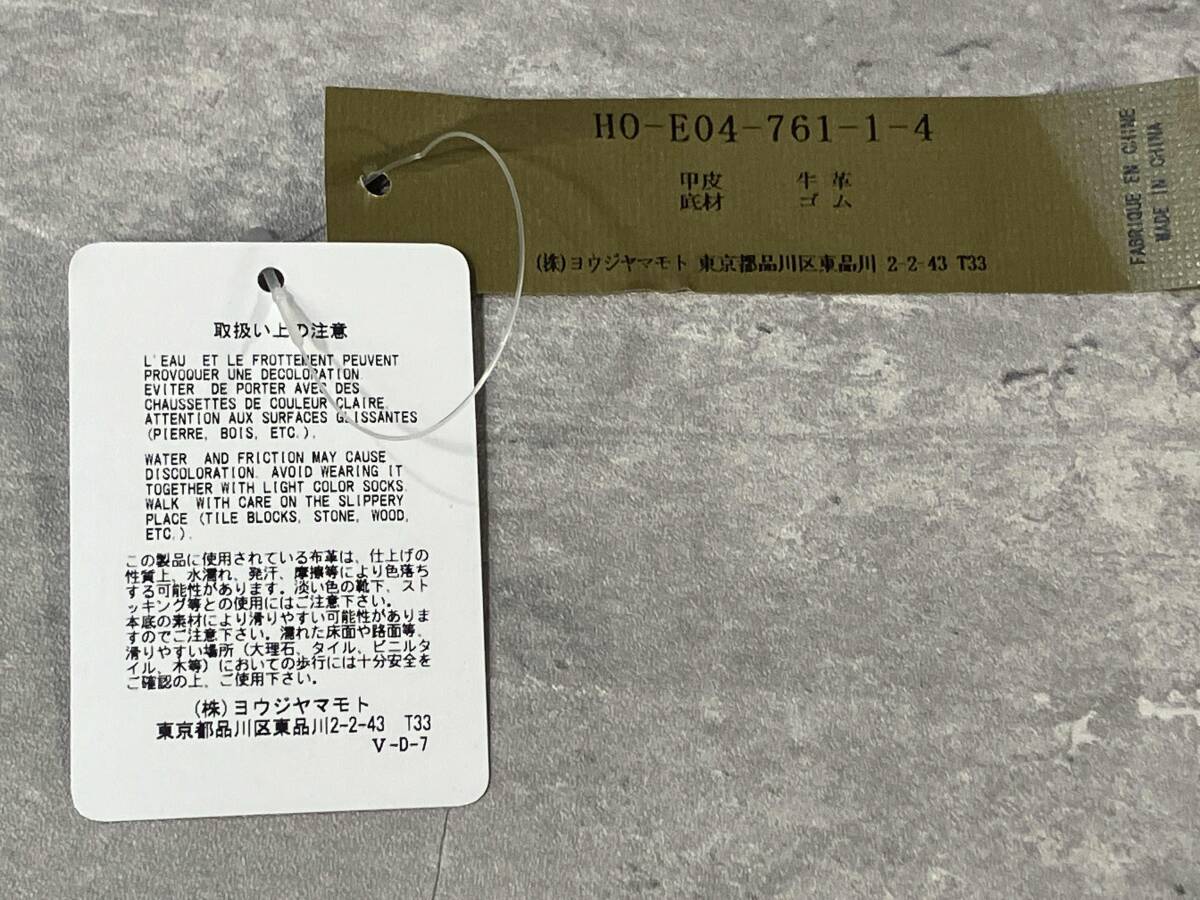 HO-E04-761-1-4
甲皮 牛革
底材 ゴム
(株)ヨウジヤマモト 東京都品川区東品川 2-2-43 T33
FABRIQUE EN CHINE
MADE IN CHINA
取扱い上の注意
L'EAU ET LE FROTTEMENT PEUVENT
PROVOQUER UNE DECOLORATION
EVITER DE PORTER AVEC DES
CHAUSSETTES DE COULEUR CLAIRE
ATTENTION AUX SURFACES GLISSANTES
(PIERRE, BOIS, ETC.).
WATER AND FRICTION MAY CAUSE
DISCOLORATION. AVOID WEARING IT
TOGETHER WITH LIGHT COLOR SOCKS.
WALK WITH CARE ON THE SLIPPERY
PLACE (TILE BLOCKS, STONE, WOOD,
ETC.).
この製品に使用されている布革は、仕上げの
性質上、水濡れ、発汗、摩擦等により色落ち
する可能性があります。淡い色の靴下、スト
ッキング等との使用にはご注意下さい。
本底の素材により滑りやすい可能性がありま
すのでご注意下さい。濡れた床面や路面等、
滑りやすい場所（大理石、タイル、ビニルタ
イル、木等）においての歩行には十分安全を
ご確認の上、ご使用下さい。
(株)ヨウジヤマモト
東京都品川区東品川2-2-43 T33
V-D-7